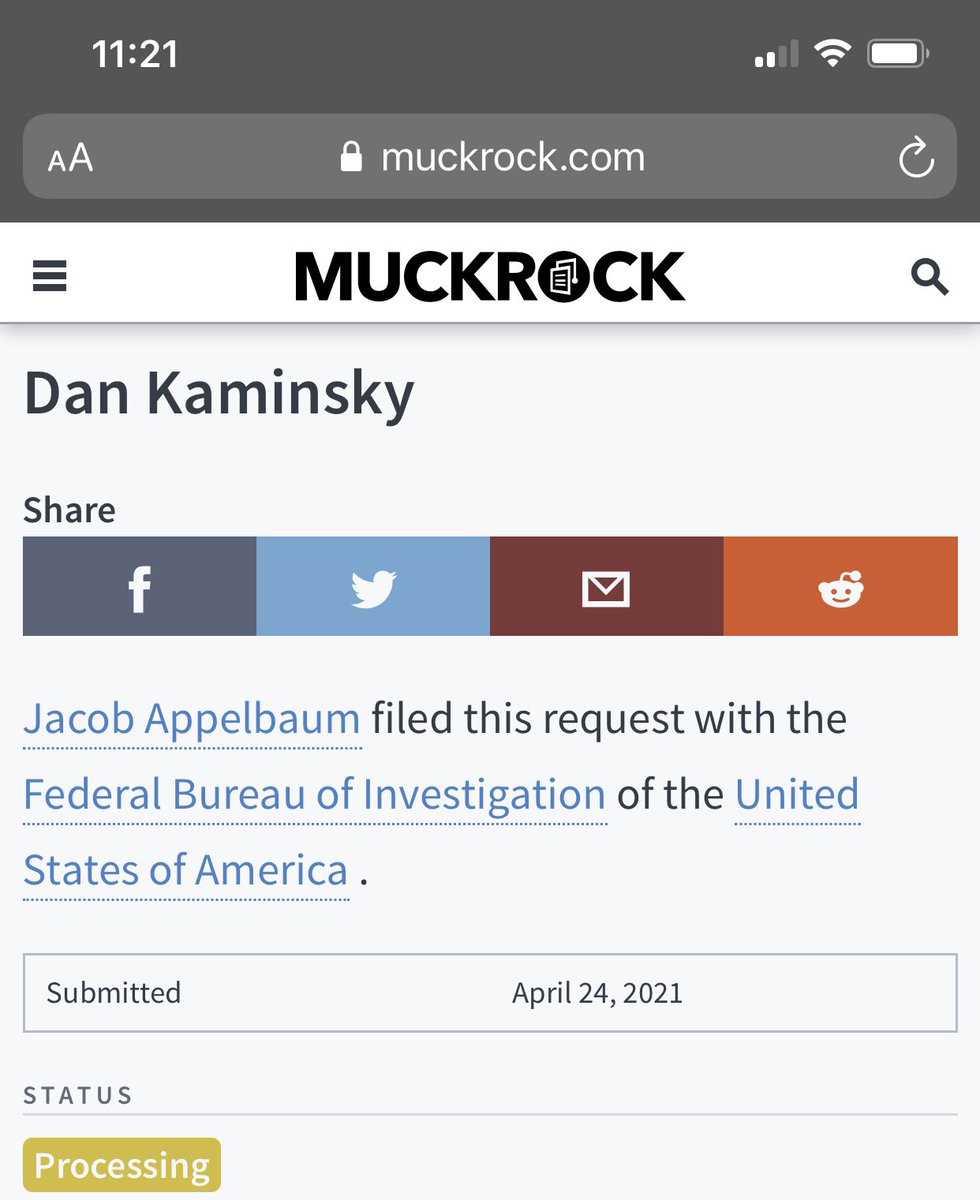 11:21
AA muckrock.com
MUCKROCK
Dan Kaminsky
Share
Jacob Appelbaum filed this request with the
Federal Bureau of Investigation of the United
States of America .
Submitted April 24, 2021
STATUS
Processing